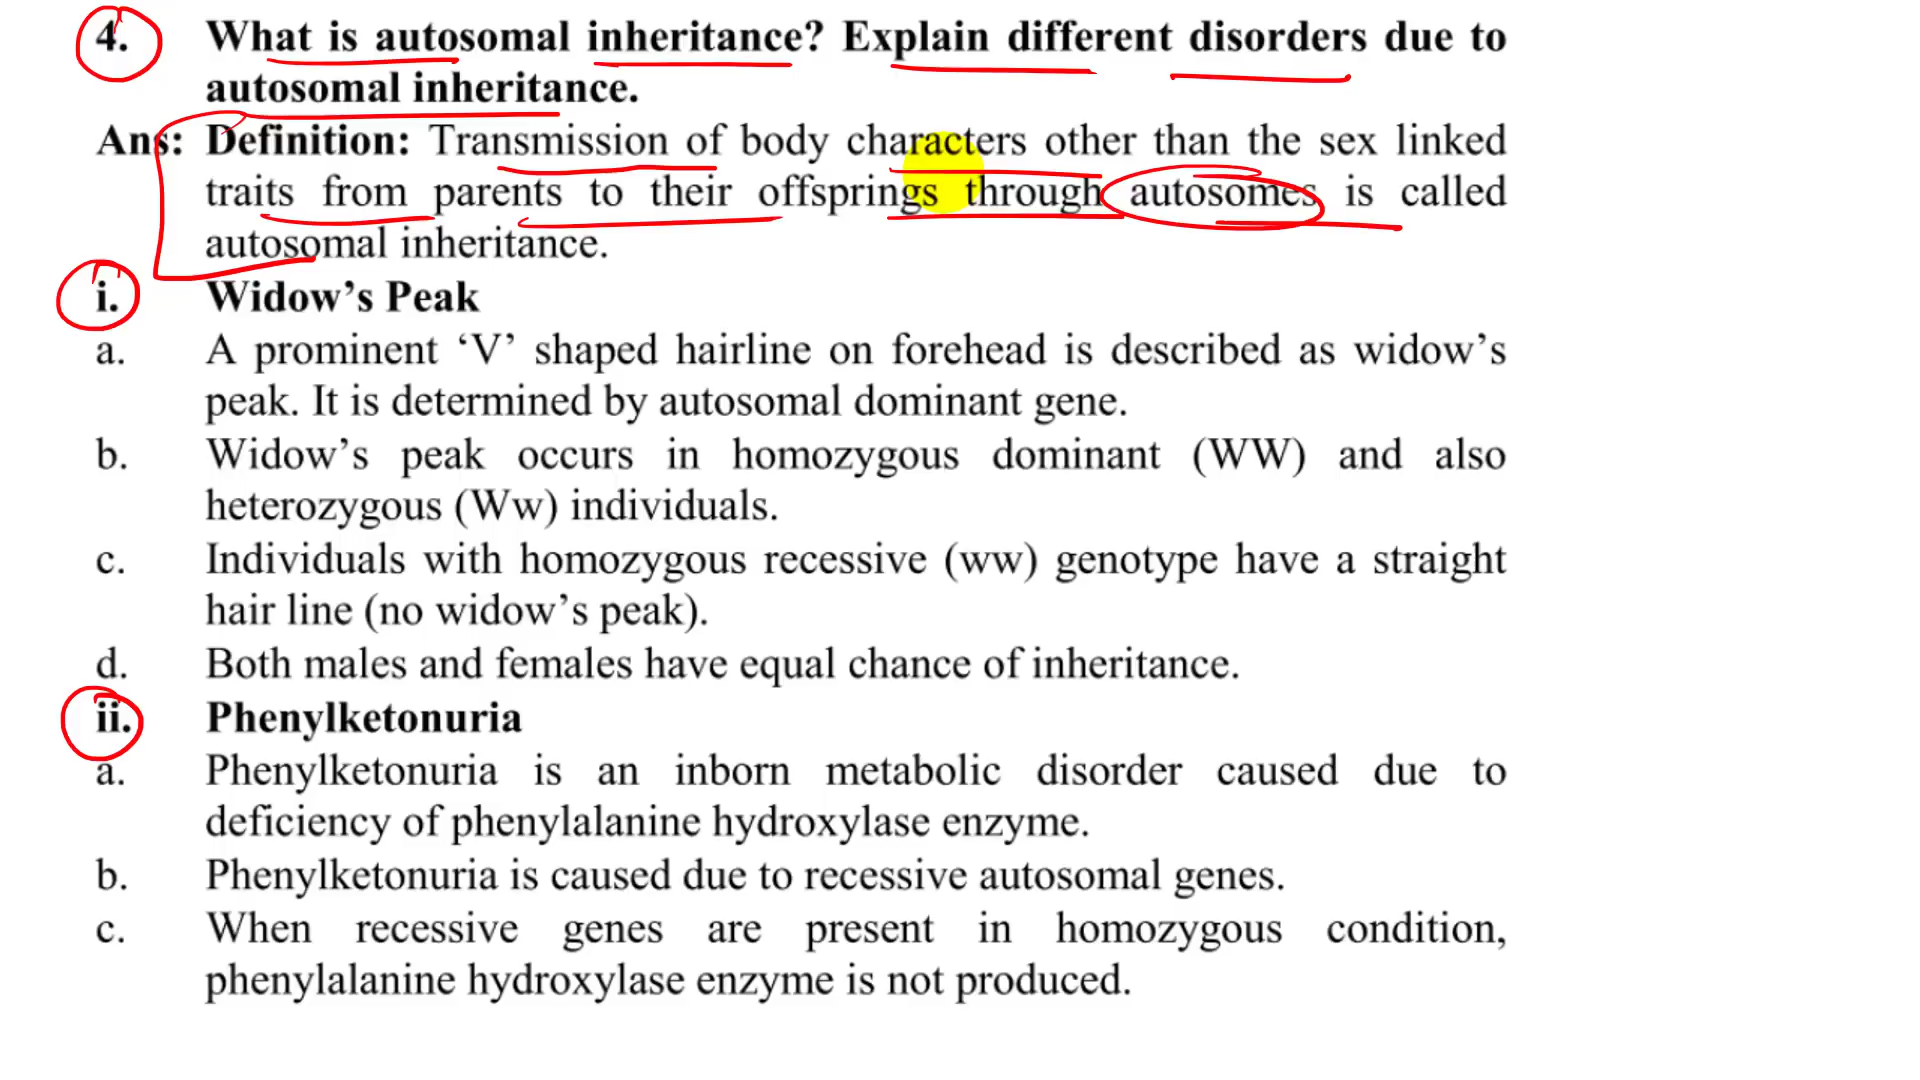 4. What is autosomal inheritance? Explain different disorders due to
autosomal inheritance.
Ans: Definition: Transmission of body characters other than the sex linked
traits from parents to their offsprings through autosomes is called
autosomal inheritance.
i. Widow’s Peak
a. A prominent ‘V’ shaped hairline on forehead is described as widow’s
peak. It is determined by autosomal dominant gene.
b. Widow’s peak occurs in homozygous dominant (WW) and also
heterozygous (Ww) individuals.
c. Individuals with homozygous recessive (ww) genotype have a straight
hair line (no widow’s peak).
d. Both males and females have equal chance of inheritance.
ii. Phenylketonuria
a. Phenylketonuria is an inborn metabolic disorder caused due to
deficiency of phenylalanine hydroxylase enzyme.
b. Phenylketonuria is caused due to recessive autosomal genes.
c. When recessive genes are present in homozygous condition,
phenylalanine hydroxylase enzyme is not produced.